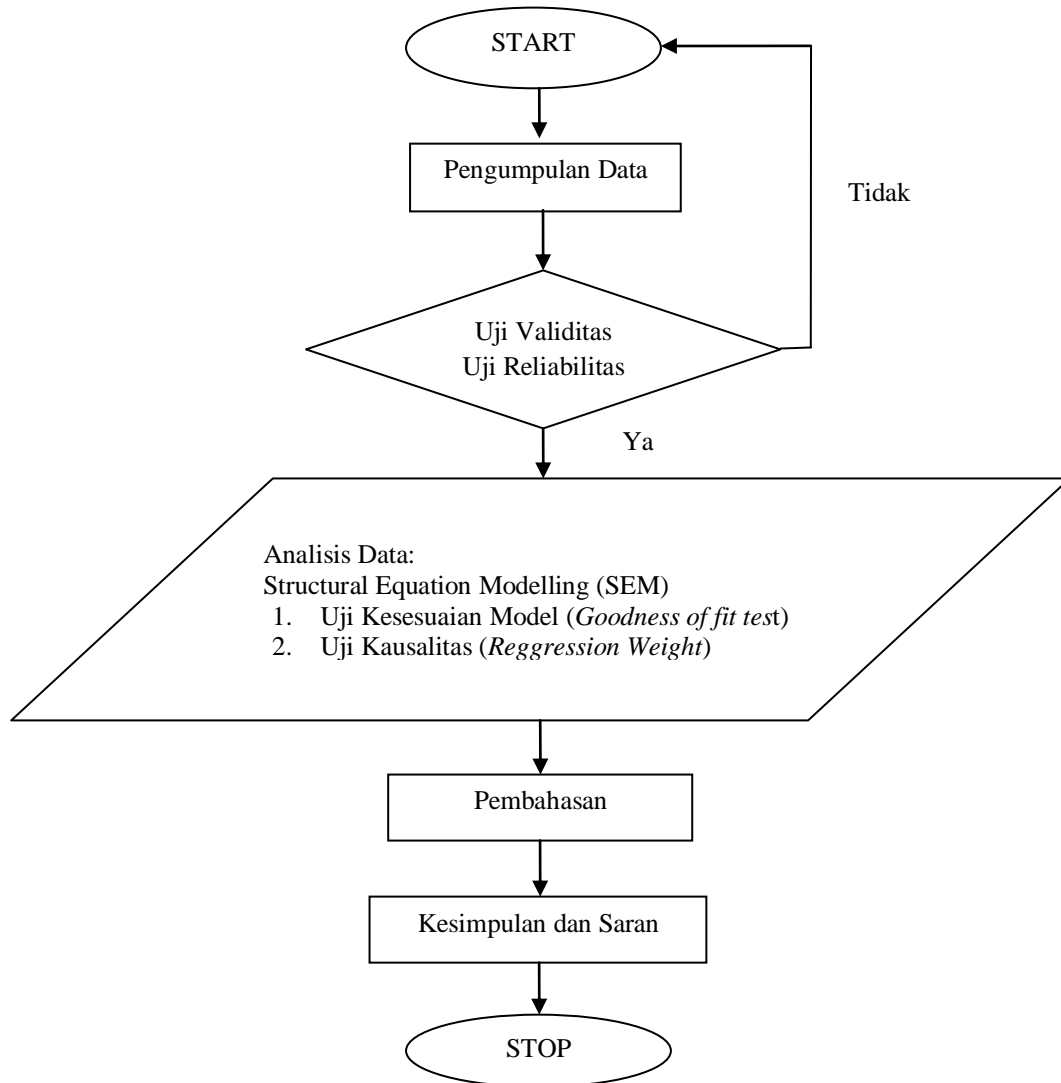 START
Pengumpulan Data
Tidak
Uji Validitas
Uji Reliabilitas
Ya
Analisis Data:
Structural Equation Modelling (SEM)
1. Uji Kesesuaian Model (Goodness of fit test)
2. Uji Kausalitas (Reggression Weight)
Pembahasan
Kesimpulan dan Saran
STOP